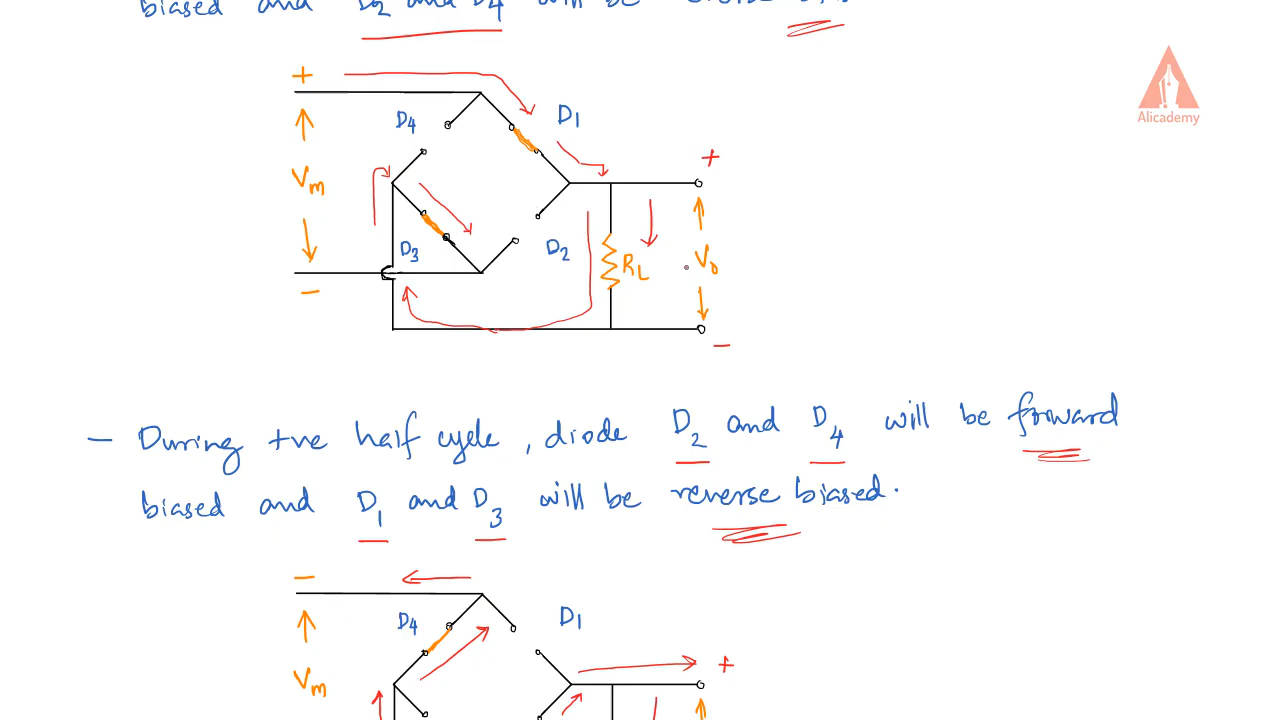 biased and D2 and D4 will be
+
D4
D1
Alicademy
+
Vm
D3
D2
RL
Vo
−
−
− During +ve half cycle, diode D2 and D4 will be forward
biased and D1 and D3 will be reverse biased.
−
D4
D1
+
Vm